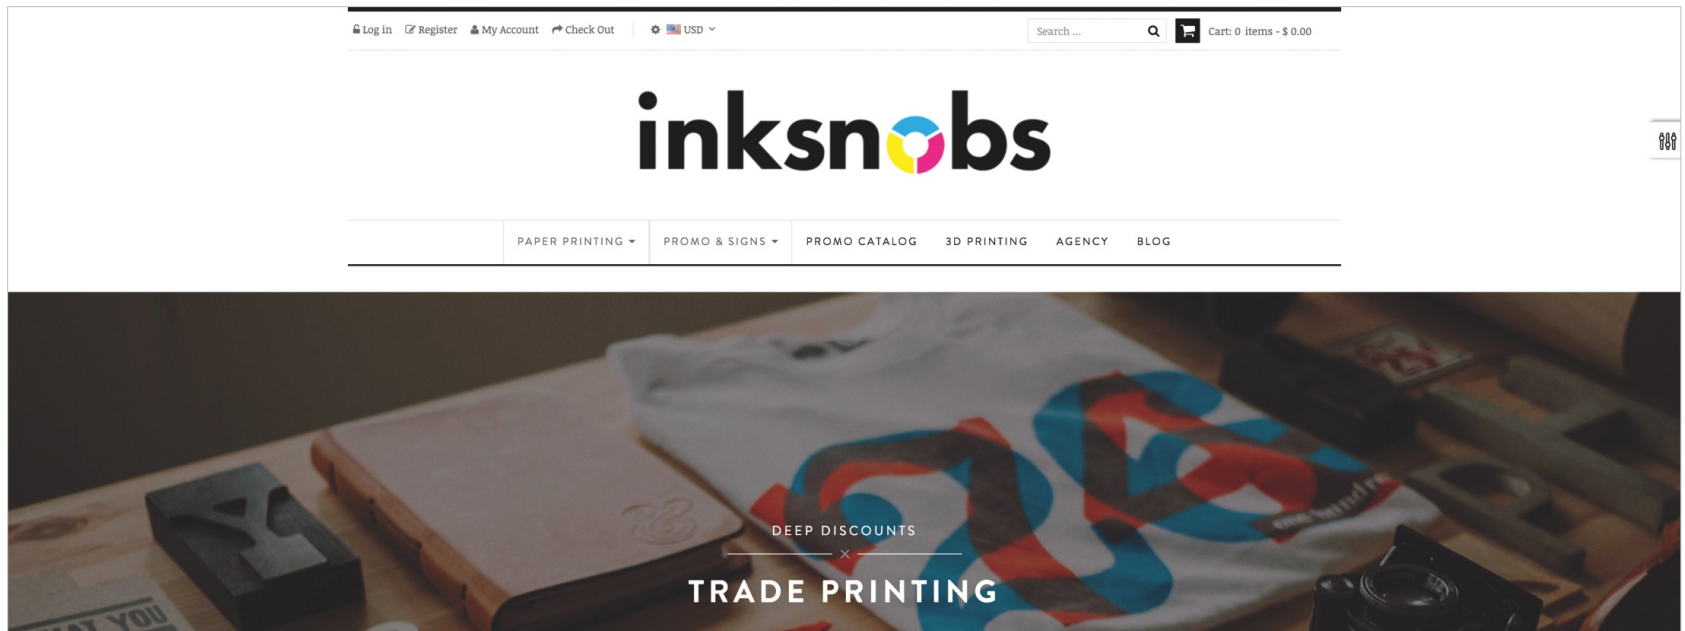 Log in Register My Account Check Out USD Search ... Cart: 0 items - $ 0.00
inksnobs
PAPER PRINTING PROMO & SIGNS PROMO CATALOG 3D PRINTING AGENCY BLOG
DEEP DISCOUNTS
TRADE PRINTING
Y
YOU